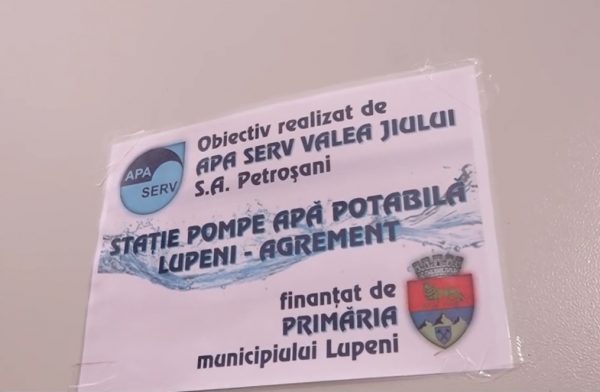 Obiectiv realizat de
APA SERV VALEA JIULUI
S.A. Petroşani
APA
SERV
STAŢIE POMPE APĂ POTABILĂ
LUPENI - AGREMENT
finanţat de
PRIMĂRIA
municipiului Lupeni